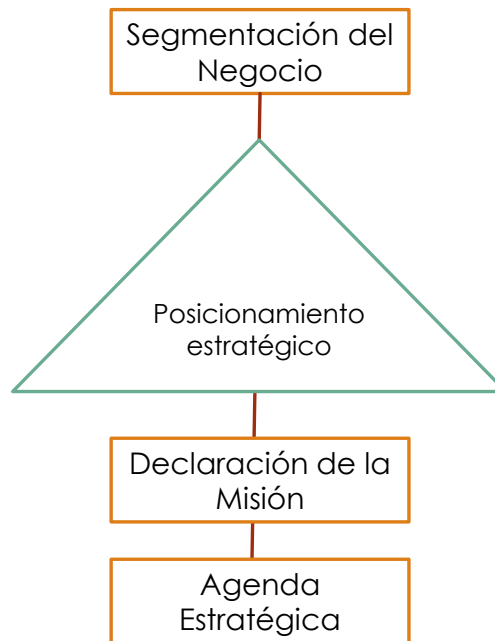 Segmentación del
Negocio
Posicionamiento
estratégico
Declaración de la
Misión
Agenda
Estratégica